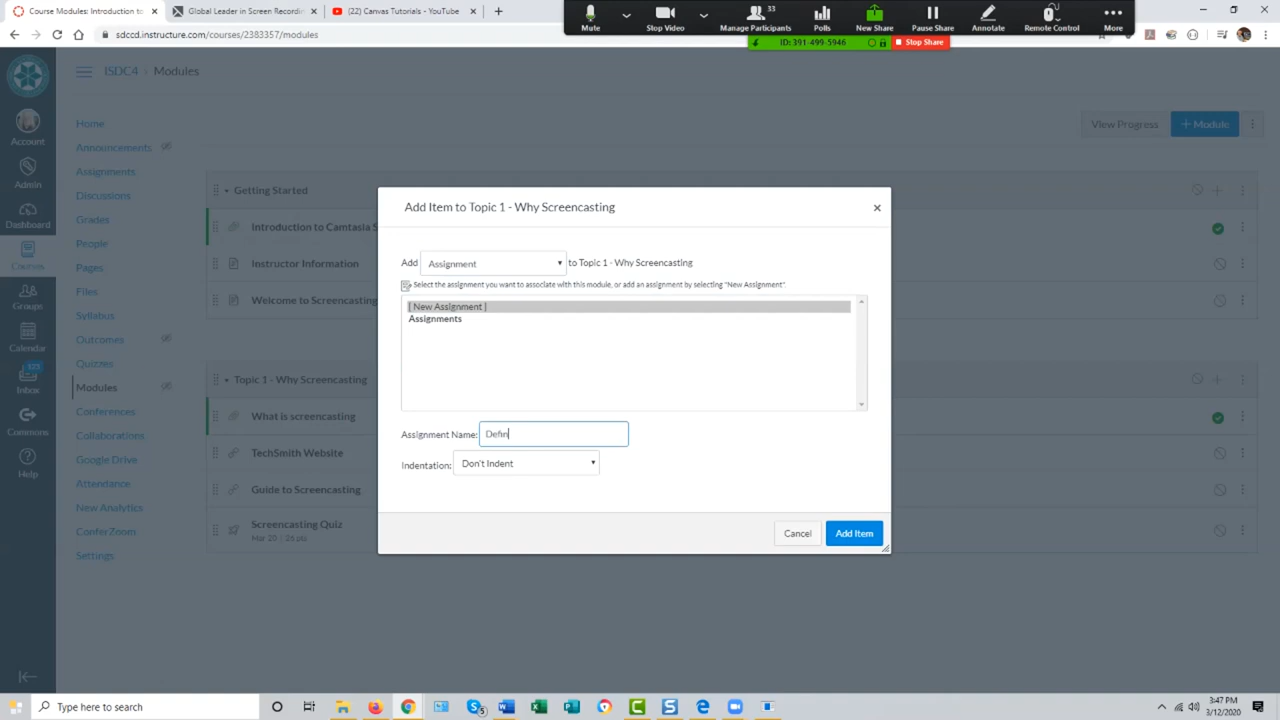 Course Modules: Introduction to
Global Leader in Screen Recordin
(22) Canvas Tutorials - YouTube
sdccd.instructure.com/courses/2383357/modules
Mute
Stop Video
33
Manage Participants
Polls
New Share
Pause Share
Annotate
Remote Control
More
ID: 391-499-5946
Stop Share
ISDC4 › Modules
View Progress
+ Module
Account
Admin
Dashboard
Courses
Groups
Calendar
123
Inbox
Commons
Help
Home
Announcements
Assignments
Discussions
Grades
People
Pages
Files
Syllabus
Outcomes
Quizzes
Modules
Conferences
Collaborations
Google Drive
Attendance
New Analytics
ConferZoom
Settings
Getting Started
Introduction to Camtasia S
Instructor Information
Welcome to Screencasting
Topic 1 - Why Screencasting
What is screencasting
TechSmith Website
Guide to Screencasting
Screencasting Quiz
Mar 20 | 26 pts
Add Item to Topic 1 - Why Screencasting
Add Assignment to Topic 1 - Why Screencasting
Select the assignment you want to associate with this module, or add an assignment by selecting "New Assignment".
[ New Assignment ]
Assignments
Assignment Name: Defin
Indentation: Don't Indent
Cancel
Add Item
Type here to search
5
3:47 PM
3/12/2020